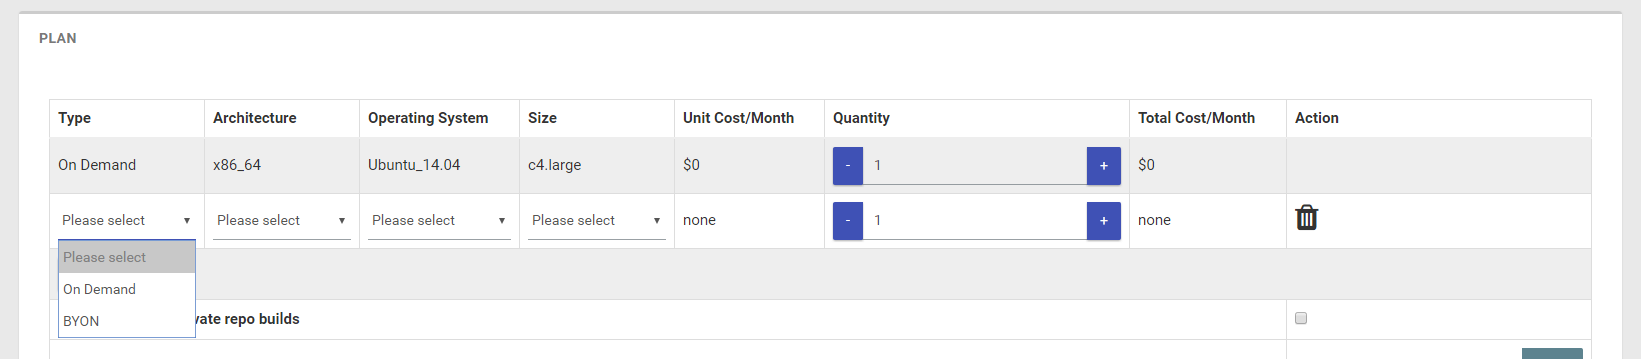 PLAN
Type Architecture Operating System Size Unit Cost/Month Quantity Total Cost/Month Action
On Demand x86_64 Ubuntu_14.04 c4.large $0 - 1 + $0
Please select Please select Please select Please select none - 1 + none
Please select
On Demand
BYON
repo builds